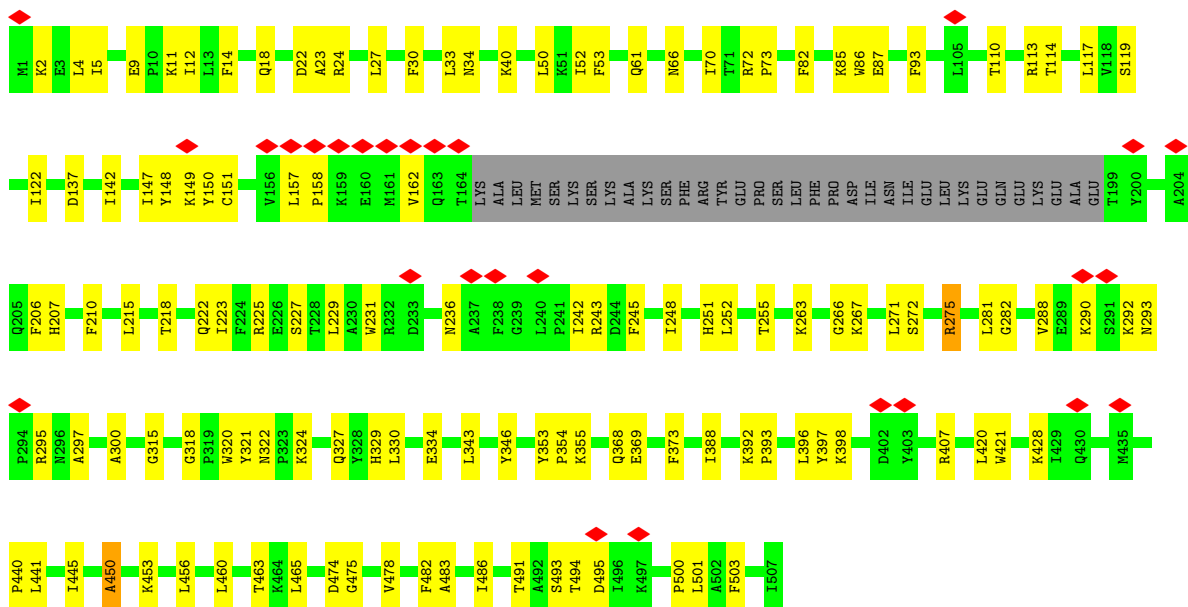 M1 K2 E3 L4 I5 E9 P10 K11 I12 L13 F14 Q18 D22 A23 R24 L27 F30 L33 N34 K40 L50 K51 I52 F53 Q61 N66 I70 T71 R72 P73 F82 K85 W86 E87 F93 L105 T110 R113 T114 L117 V118 S119
I122 D137 I142 I147 Y148 K149 Y150 C151 V156 L157 P158 K159 E160 M161 V162 Q163 T164 LYS ALA LEU MET SER LYS SER LEU LYS ALA LYS SER PHE ARG TYR GLU PRO SER LEU PHE PRO ASP ILE ASN ILE GLU LEU LYS GLU GLN GLU LYS GLU ALA GLU T199 Y200 A204
Q205 F206 H207 F210 L215 T218 Q222 I223 F224 R225 E226 S227 T228 L229 A230 W231 R232 D233 N236 A237 F238 G239 L240 P241 I242 R243 D244 F245 I248 H251 L252 T255 K263 G266 K267 L271 S272 R275 L281 G282 V288 E289 K290 S291 K292 N293
P294 R295 N296 A297 A300 G315 G318 P319 W320 Y321 N322 P323 K324 Q327 Y328 H329 L330 E334 L343 Y346 Y353 P354 K355 Q368 E369 F373 I388 K392 P393 L396 Y397 K398 D402 Y403 R407 L420 W421 K428 I429 Q430 M435
P440 L441 I445 A450 K453 L456 L460 T463 K464 L465 D474 G475 V478 F482 A483 I486 T491 A492 S493 T494 D495 I496 K497 P500 L501 A502 F503 I507